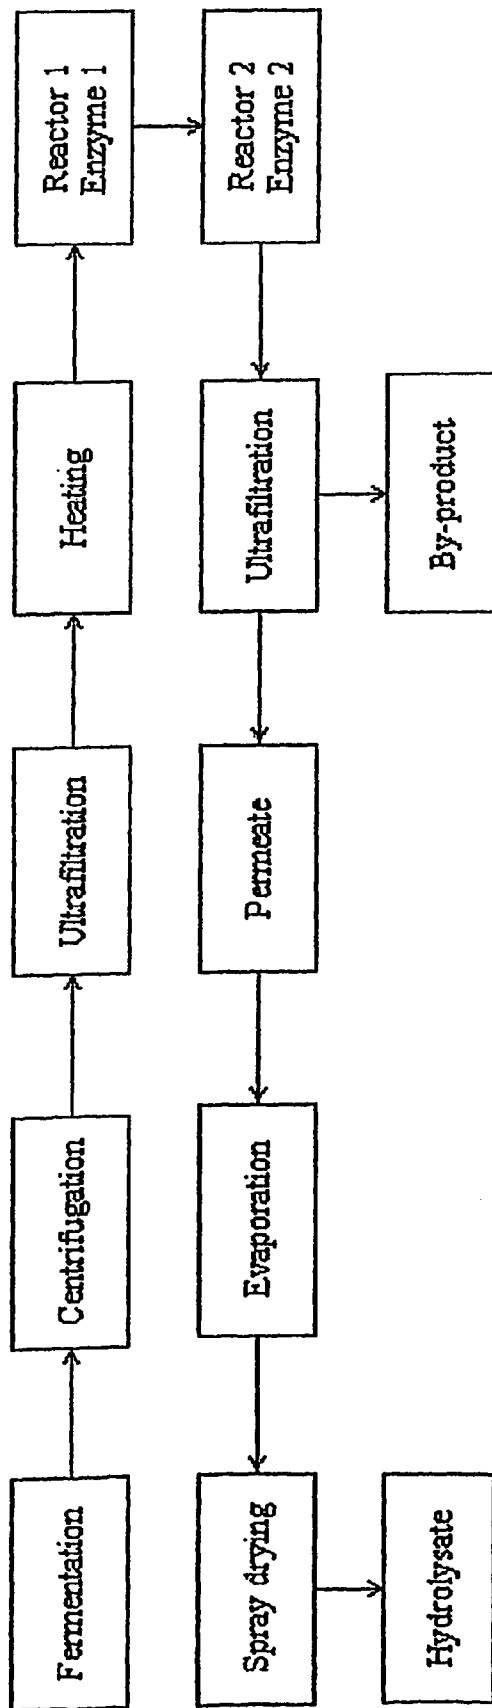 Fermentation
Centrifugation
Ultrafiltration
Heating
Reactor 1
Enzyme 1
Reactor 2
Enzyme 2
Ultrafiltration
By-product
Permeate
Evaporation
Spray drying
Hydrolysate